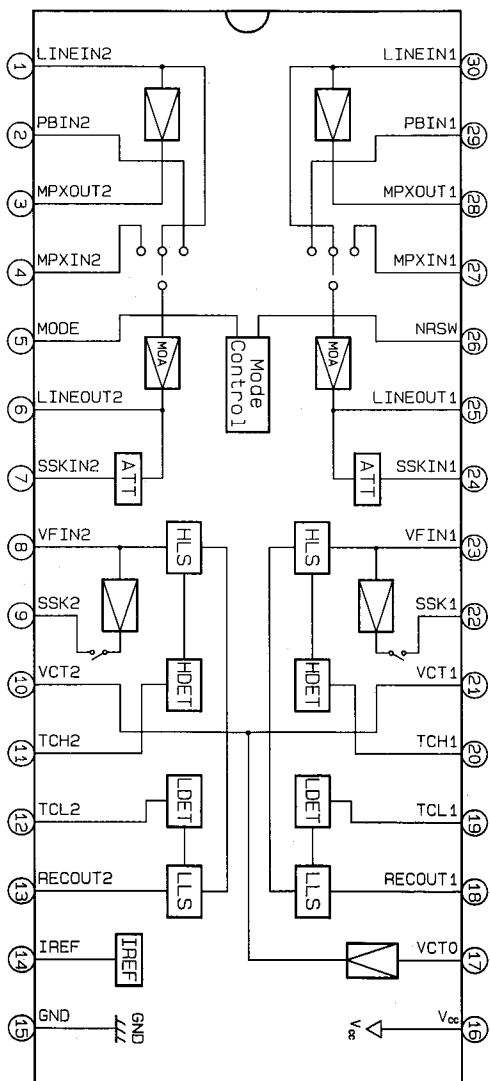 1 LINEIN2 LINEIN1 30
2 PBIN2 PBIN1 29
3 MPXOUT2 MPXOUT1 28
4 MPXIN2 MPXIN1 27
5 MODE NRSW 26
MOA Mode Control MOA
6 LINEOUT2 LINEOUT1 25
7 SSKIN2 ATT ATT SSKIN1 24
8 VFIN2 HLS HLS VFIN1 23
9 SSK2 SSK1 22
10 VCT2 HDET HDET VCT1 21
11 TCH2 TCH1 20
12 TCL2 LDET LDET TCL1 19
13 RECOUT2 LLS LLS RECOUT1 18
14 IREF IREF VCTO 17
15 GND GND Vcc Vcc 16